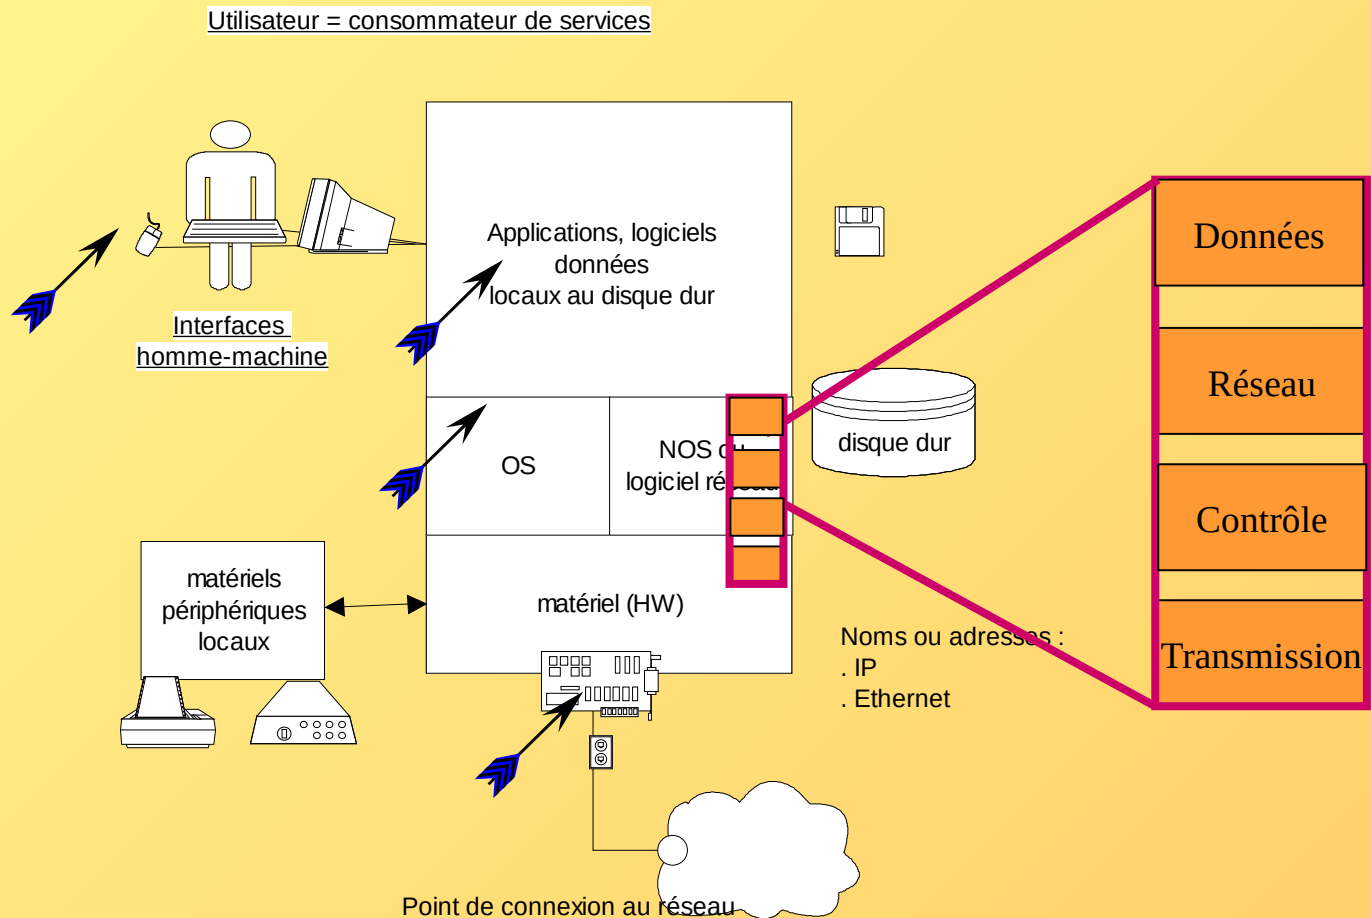 Utilisateur = consommateur de services
Applications, logiciels
données
locaux au disque dur
Interfaces
homme-machine
OS
NOS ou
logiciel
disque dur
matériels
périphériques
locaux
matériel (HW)
Noms ou adresses :
. IP
. Ethernet
Point de connexion au réseau
Données
Réseau
Contrôle
Transmission